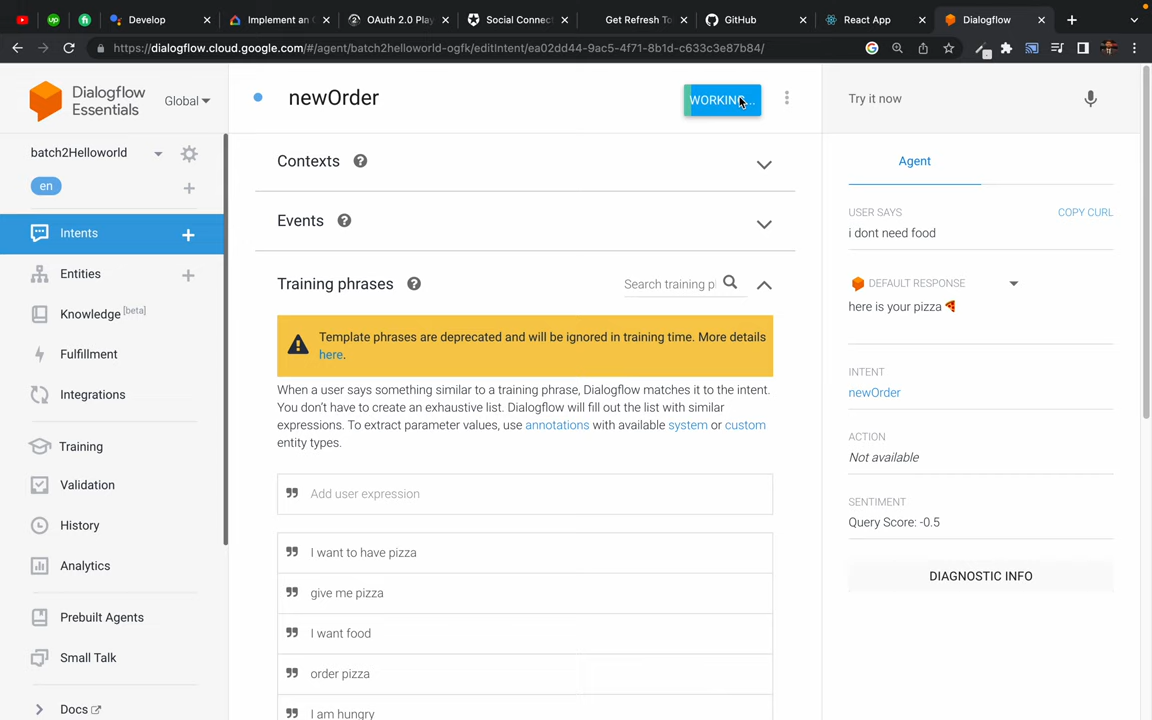 Develop
Implement an
OAuth 2.0 Play
Social Connec
Get Refresh To
GitHub
React App
Dialogflow
https://dialogflow.cloud.google.com/#/agent/batch2helloworld-ogfk/editIntent/ea02dd44-9ac5-4f71-8b1d-c633c3e87b84/
Dialogflow
Essentials
Global
batch2Helloworld
en
Intents
Entities
Knowledge [beta]
Fulfillment
Integrations
Training
Validation
History
Analytics
Prebuilt Agents
Small Talk
Docs
newOrder
WORKING...
Contexts
Events
Training phrases
Search training p
Template phrases are deprecated and will be ignored in training time. More details
here.
When a user says something similar to a training phrase, Dialogflow matches it to the intent.
You don't have to create an exhaustive list. Dialogflow will fill out the list with similar
expressions. To extract parameter values, use annotations with available system or custom
entity types.
Add user expression
I want to have pizza
give me pizza
I want food
order pizza
I am hungry
Try it now
Agent
USER SAYS
COPY CURL
i dont need food
DEFAULT RESPONSE
here is your pizza 🍕
INTENT
newOrder
ACTION
Not available
SENTIMENT
Query Score: -0.5
DIAGNOSTIC INFO